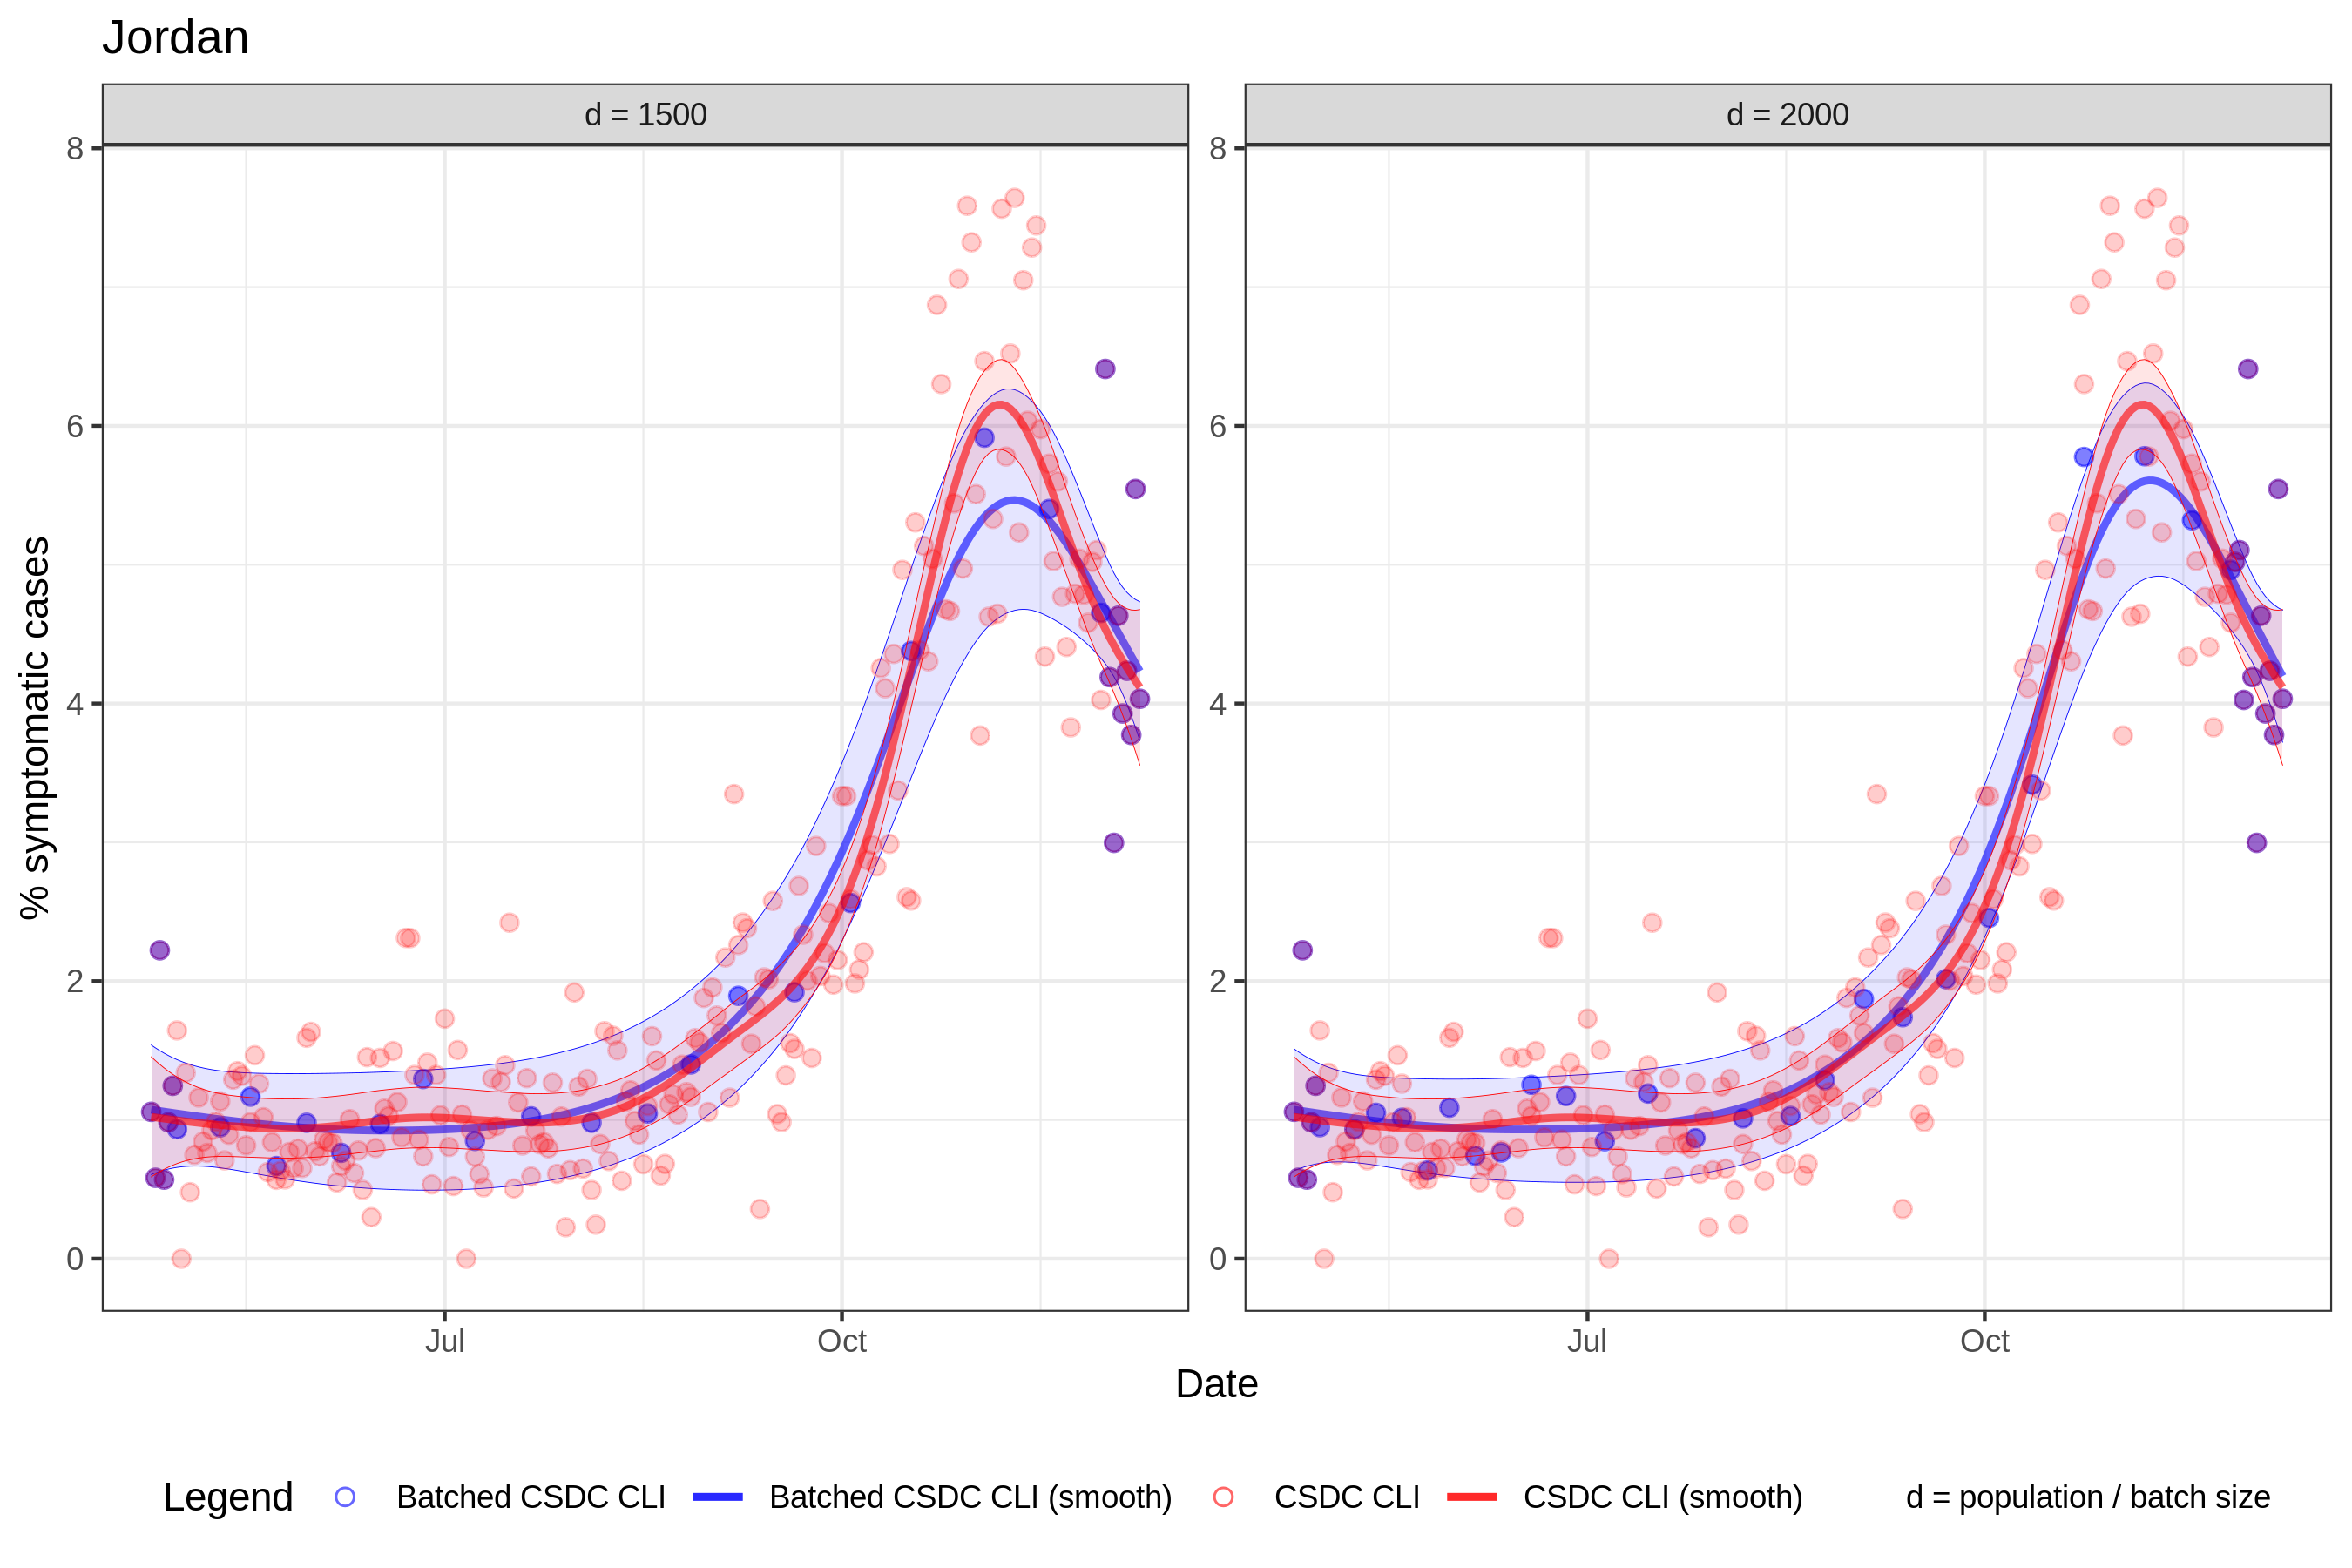 Jordan
d = 1500
d = 2000
% symptomatic cases
8
6
4
2
0
8
6
4
2
0
Jul
Oct
Jul
Oct
Date
Legend
Batched CSDC CLI
Batched CSDC CLI (smooth)
CSDC CLI
CSDC CLI (smooth)
d = population / batch size